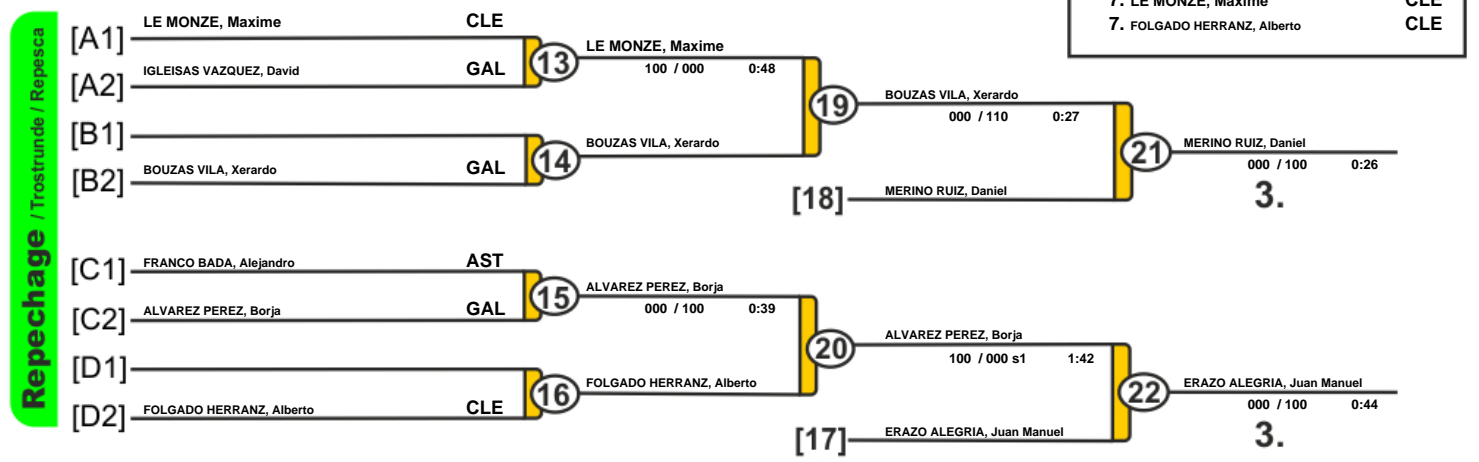 7. LE MONZE, Maxime CLE
7. FOLGADO HERRANZ, Alberto CLE
Repechage / Trostrunde / Repesca
[A1] LE MONZE, Maxime CLE
[A2] IGLEISAS VAZQUEZ, David GAL
13
LE MONZE, Maxime
100 / 000 0:48
[B1]
[B2] BOUZAS VILA, Xerardo GAL
14
BOUZAS VILA, Xerardo
19
BOUZAS VILA, Xerardo
000 / 110 0:27
[18] MERINO RUIZ, Daniel
21
MERINO RUIZ, Daniel
000 / 100 0:26
3.
[C1] FRANCO BADA, Alejandro AST
[C2] ALVAREZ PEREZ, Borja GAL
15
ALVAREZ PEREZ, Borja
000 / 100 0:39
[D1]
[D2] FOLGADO HERRANZ, Alberto CLE
16
FOLGADO HERRANZ, Alberto
20
ALVAREZ PEREZ, Borja
100 / 000 s1 1:42
[17] ERAZO ALEGRIA, Juan Manuel
22
ERAZO ALEGRIA, Juan Manuel
000 / 100 0:44
3.